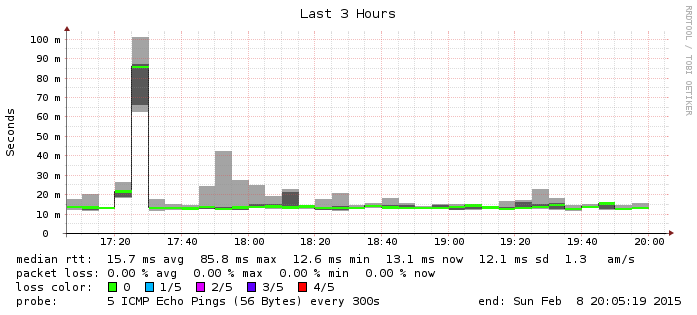 Last 3 Hours
RRDTOOL / TOBI OETIKER
Seconds
100 m
90 m
80 m
70 m
60 m
50 m
40 m
30 m
20 m
10 m
0
17:20 17:40 18:00 18:20 18:40 19:00 19:20 19:40 20:00
median rtt: 15.7 ms avg 85.8 ms max 12.6 ms min 13.1 ms now 12.1 ms sd 1.3 am/s
packet loss: 0.00 % avg 0.00 % max 0.00 % min 0.00 % now
loss color: 0 1/5 2/5 3/5 4/5
probe: 5 ICMP Echo Pings (56 Bytes) every 300s end: Sun Feb 8 20:05:19 2015